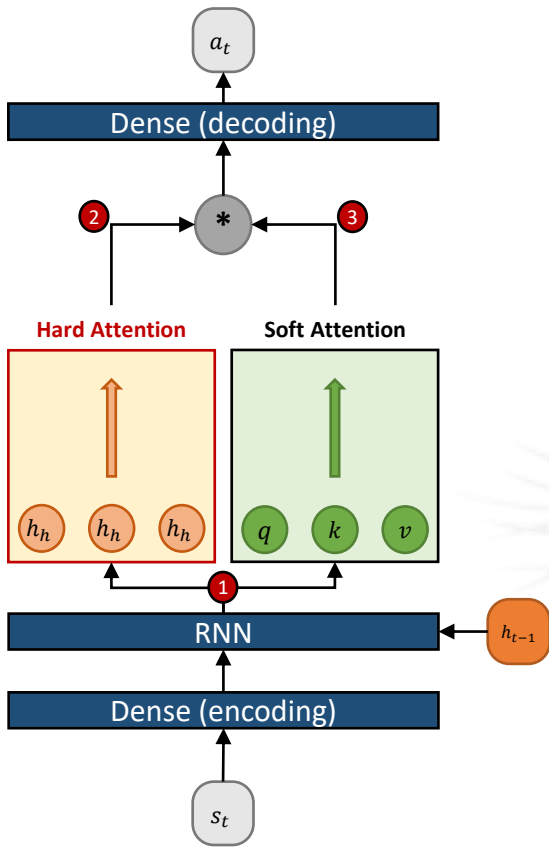 a_t
Dense (decoding)
2
*
3
Hard Attention
Soft Attention
h_h h_h h_h
q k v
1
RNN
h_{t−1}
Dense (encoding)
s_t